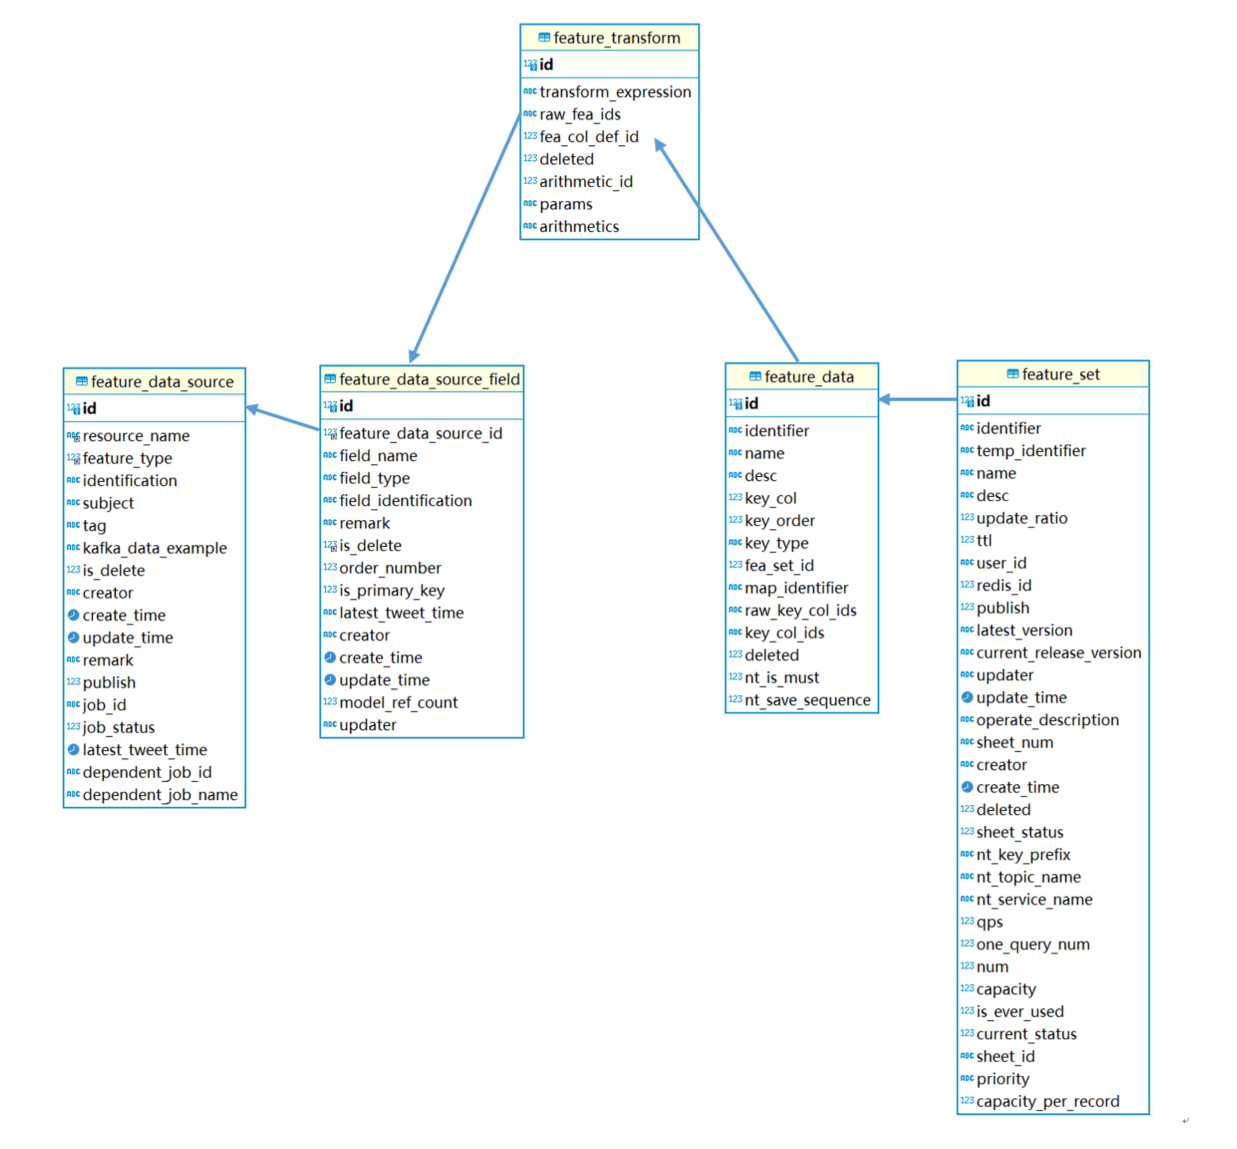 feature_transform
id
transform_expression
raw_fea_ids
fea_col_def_id
deleted
arithmetic_id
params
arithmetics
feature_data_source
id
resource_name
feature_type
identification
subject
tag
kafka_data_example
is_delete
creator
create_time
update_time
remark
publish
job_id
job_status
latest_tweet_time
dependent_job_id
dependent_job_name
feature_data_source_field
id
feature_data_source_id
field_name
field_type
field_identification
remark
is_delete
order_number
is_primary_key
latest_tweet_time
creator
create_time
update_time
model_ref_count
updater
feature_data
id
identifier
name
desc
key_col
key_order
key_type
fea_set_id
map_identifier
raw_key_col_ids
key_col_ids
deleted
nt_is_must
nt_save_sequence
feature_set
id
identifier
temp_identifier
name
desc
update_ratio
ttl
user_id
redis_id
publish
latest_version
current_release_version
updater
update_time
operate_description
sheet_num
creator
create_time
deleted
sheet_status
nt_key_prefix
nt_topic_name
nt_service_name
qps
one_query_num
num
capacity
is_ever_used
current_status
sheet_id
priority
capacity_per_record